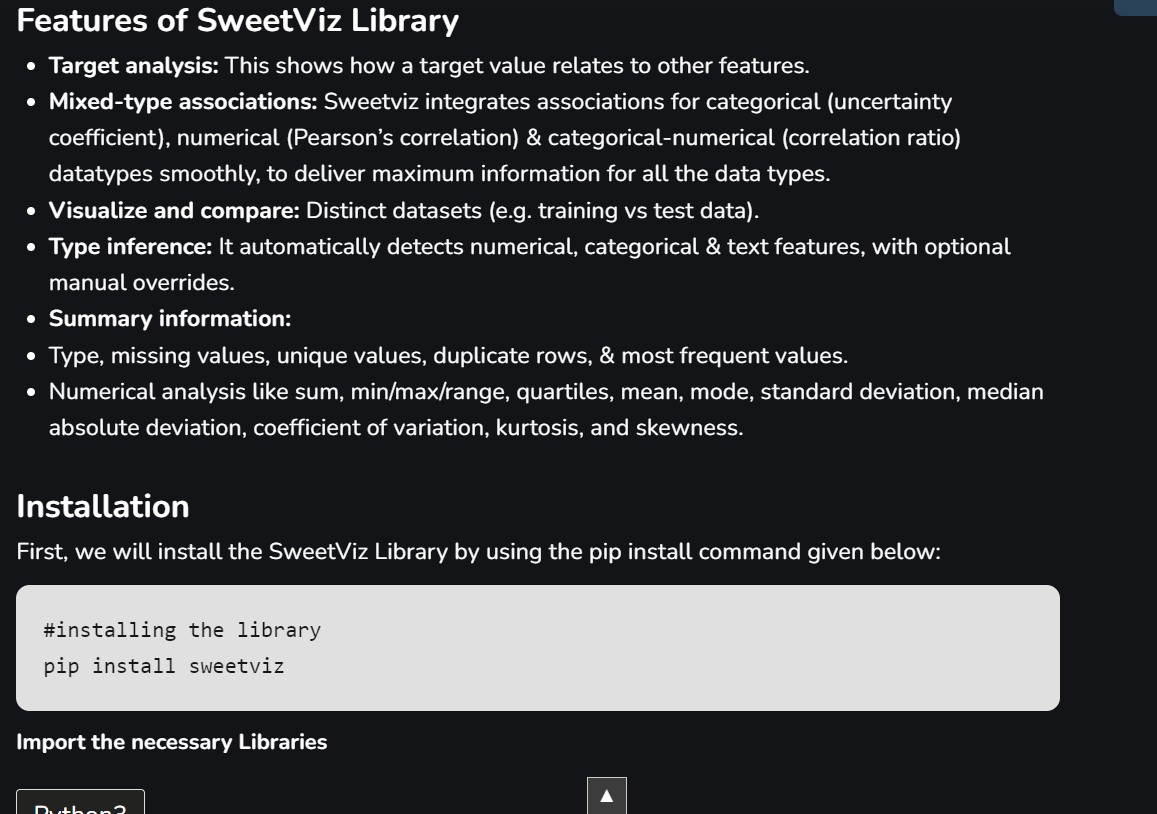 Features of SweetViz Library
• Target analysis: This shows how a target value relates to other features.
• Mixed-type associations: Sweetviz integrates associations for categorical (uncertainty
coefficient), numerical (Pearson’s correlation) & categorical-numerical (correlation ratio)
datatypes smoothly, to deliver maximum information for all the data types.
• Visualize and compare: Distinct datasets (e.g. training vs test data).
• Type inference: It automatically detects numerical, categorical & text features, with optional
manual overrides.
• Summary information:
• Type, missing values, unique values, duplicate rows, & most frequent values.
• Numerical analysis like sum, min/max/range, quartiles, mean, mode, standard deviation, median
absolute deviation, coefficient of variation, kurtosis, and skewness.
Installation
First, we will install the SweetViz Library by using the pip install command given below:
#installing the library
pip install sweetviz
Import the necessary Libraries
Python3